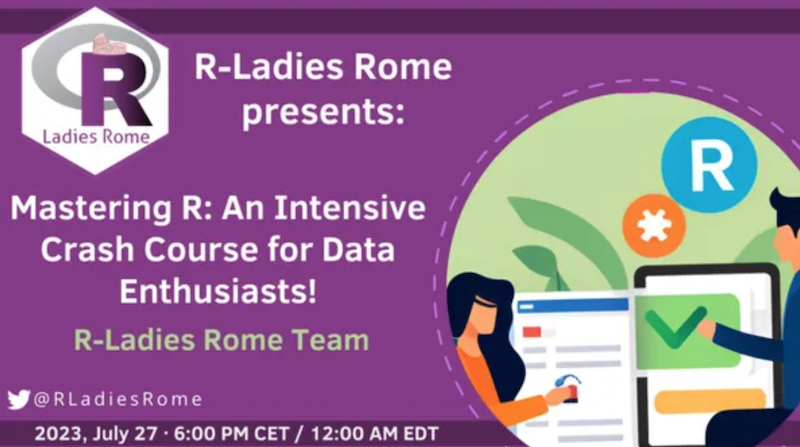 R
Ladies Rome
R-Ladies Rome
presents:
Mastering R: An Intensive
Crash Course for Data
Enthusiasts!
R-Ladies Rome Team
R
@RLadiesRome
2023, July 27 · 6:00 PM CET / 12:00 AM EDT